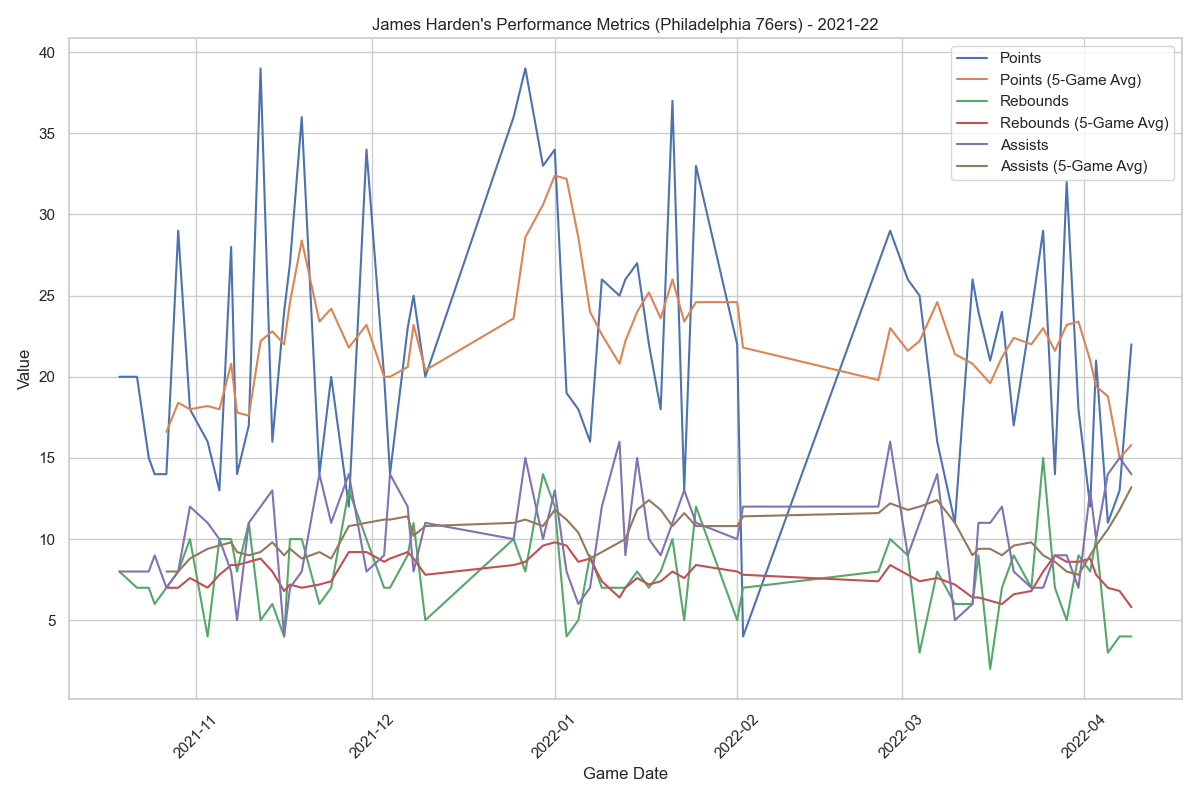 James Harden's Performance Metrics (Philadelphia 76ers) - 2021-22
Points
Points (5-Game Avg)
Rebounds
Rebounds (5-Game Avg)
Assists
Assists (5-Game Avg)
Value
40
35
30
25
20
15
10
5
2021-11
2021-12
2022-01
2022-02
2022-03
2022-04
Game Date